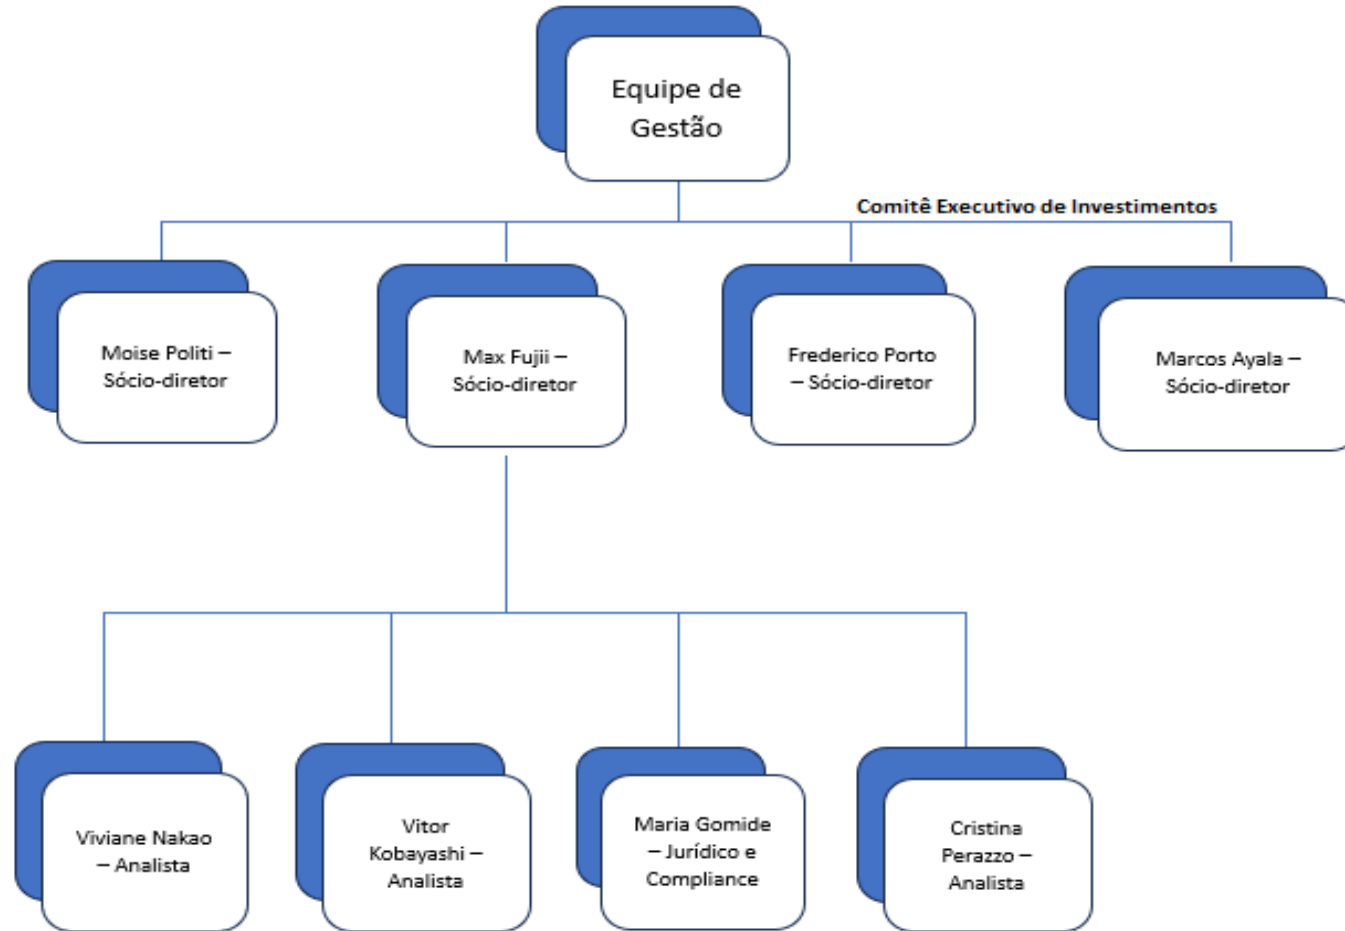 Equipe de
Gestão
Comitê Executivo de Investimentos
Moise Politi –
Sócio-diretor
Max Fujii –
Sócio-diretor
Frederico Porto
– Sócio-diretor
Marcos Ayala –
Sócio-diretor
Viviane Nakao
– Analista
Vitor
Kobayashi –
Analista
Maria Gomide
– Jurídico e
Compliance
Cristina
Perazzo –
Analista